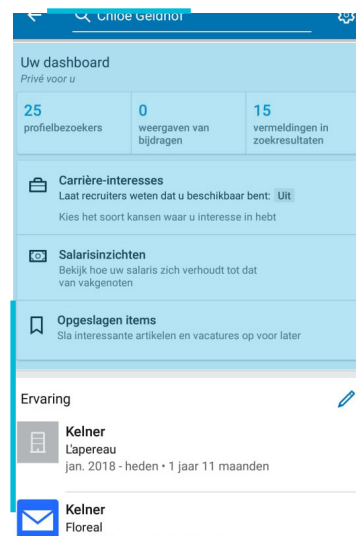 Chloe Geldhof
Uw dashboard
Privé voor u
25
profielbezoekers
0
weergaven van
bijdragen
15
vermeldingen in
zoekresultaten
Carrière-interesses
Laat recruiters weten dat u beschikbaar bent: Uit
Kies het soort kansen waar u interesse in hebt
Salarisinzichten
Bekijk hoe uw salaris zich verhoudt tot dat
van vakgenoten
Opgeslagen items
Sla interessante artikelen en vacatures op voor later
Ervaring
Kelner
L'apereau
jan. 2018 - heden • 1 jaar 11 maanden
Kelner
Floreal